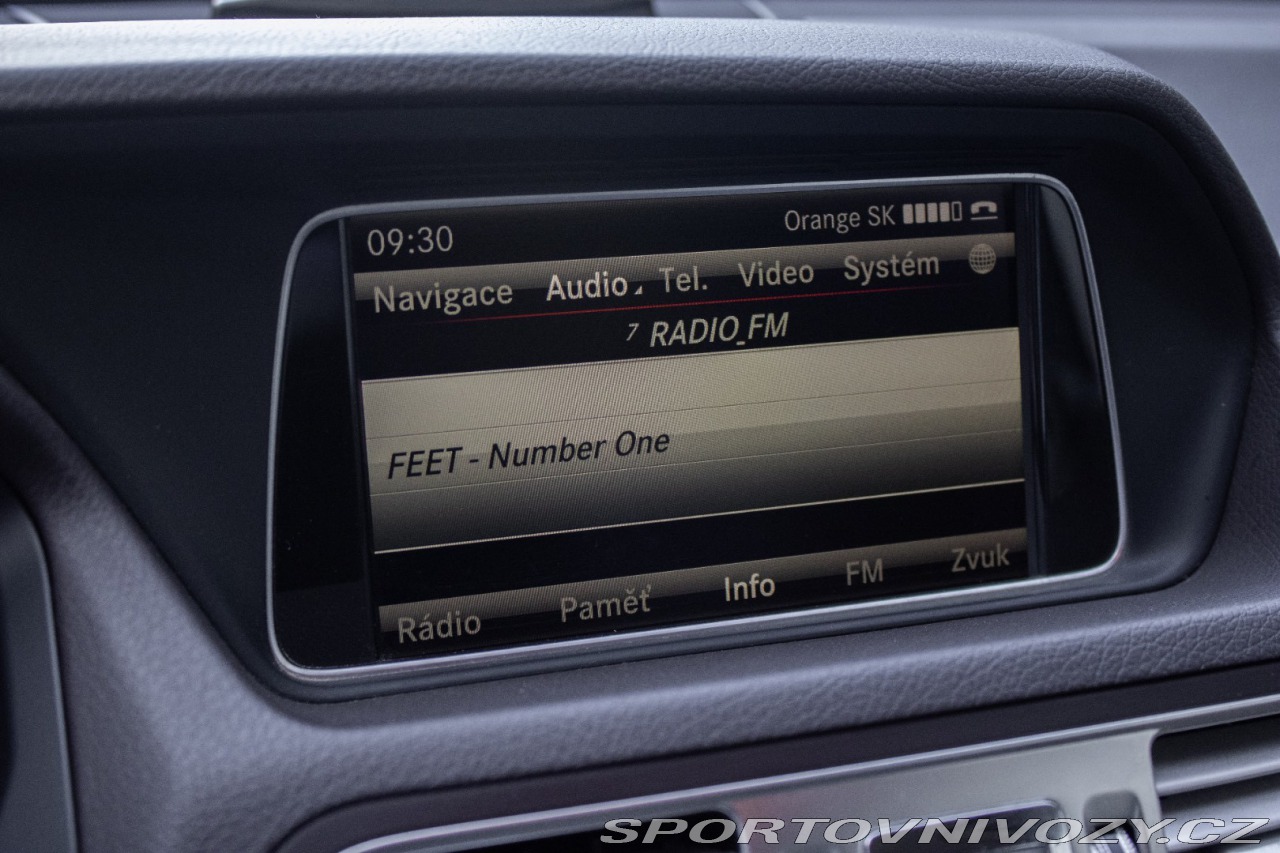 09:30 Orange SK
Navigace Audio Tel. Video Systém
7 RADIO_FM
FEET - Number One
Rádio Paměť Info FM Zvuk
SPORTOVNIVOZY.CZ